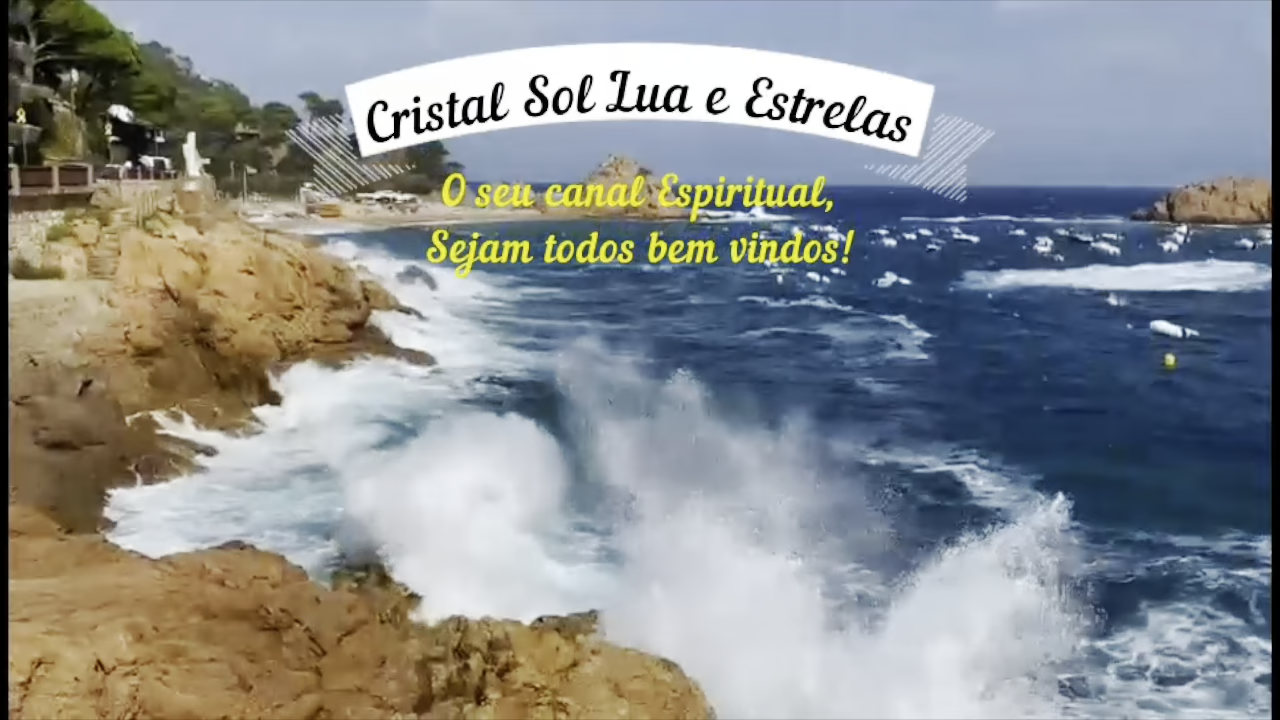 Cristal Sol Lua e Estrelas
O seu canal Espiritual,
Sejam todos bem vindos!